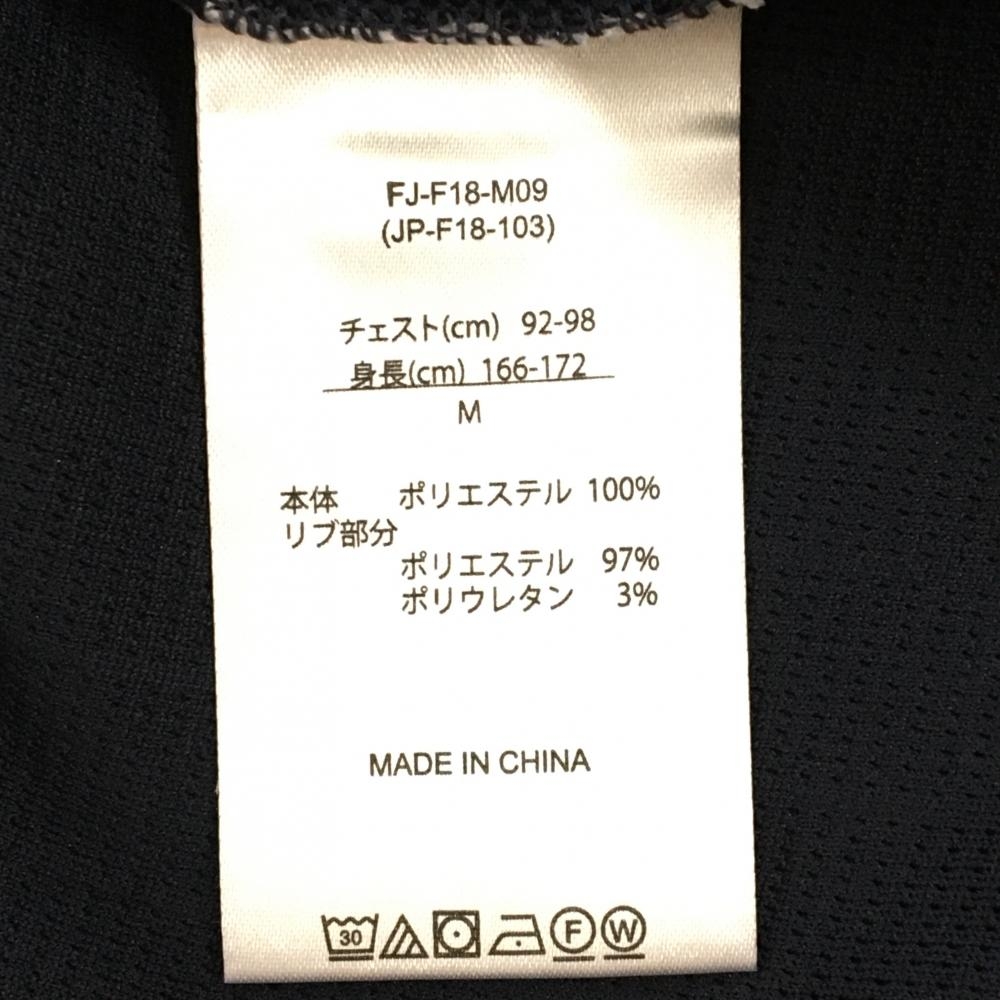 FJ-F18-M09
(JP-F18-103)
チェスト(cm) 92-98
身長(cm) 166-172
M
本体 ポリエステル 100%
リブ部分
ポリエステル 97%
ポリウレタン 3%
MADE IN CHINA
30 F W